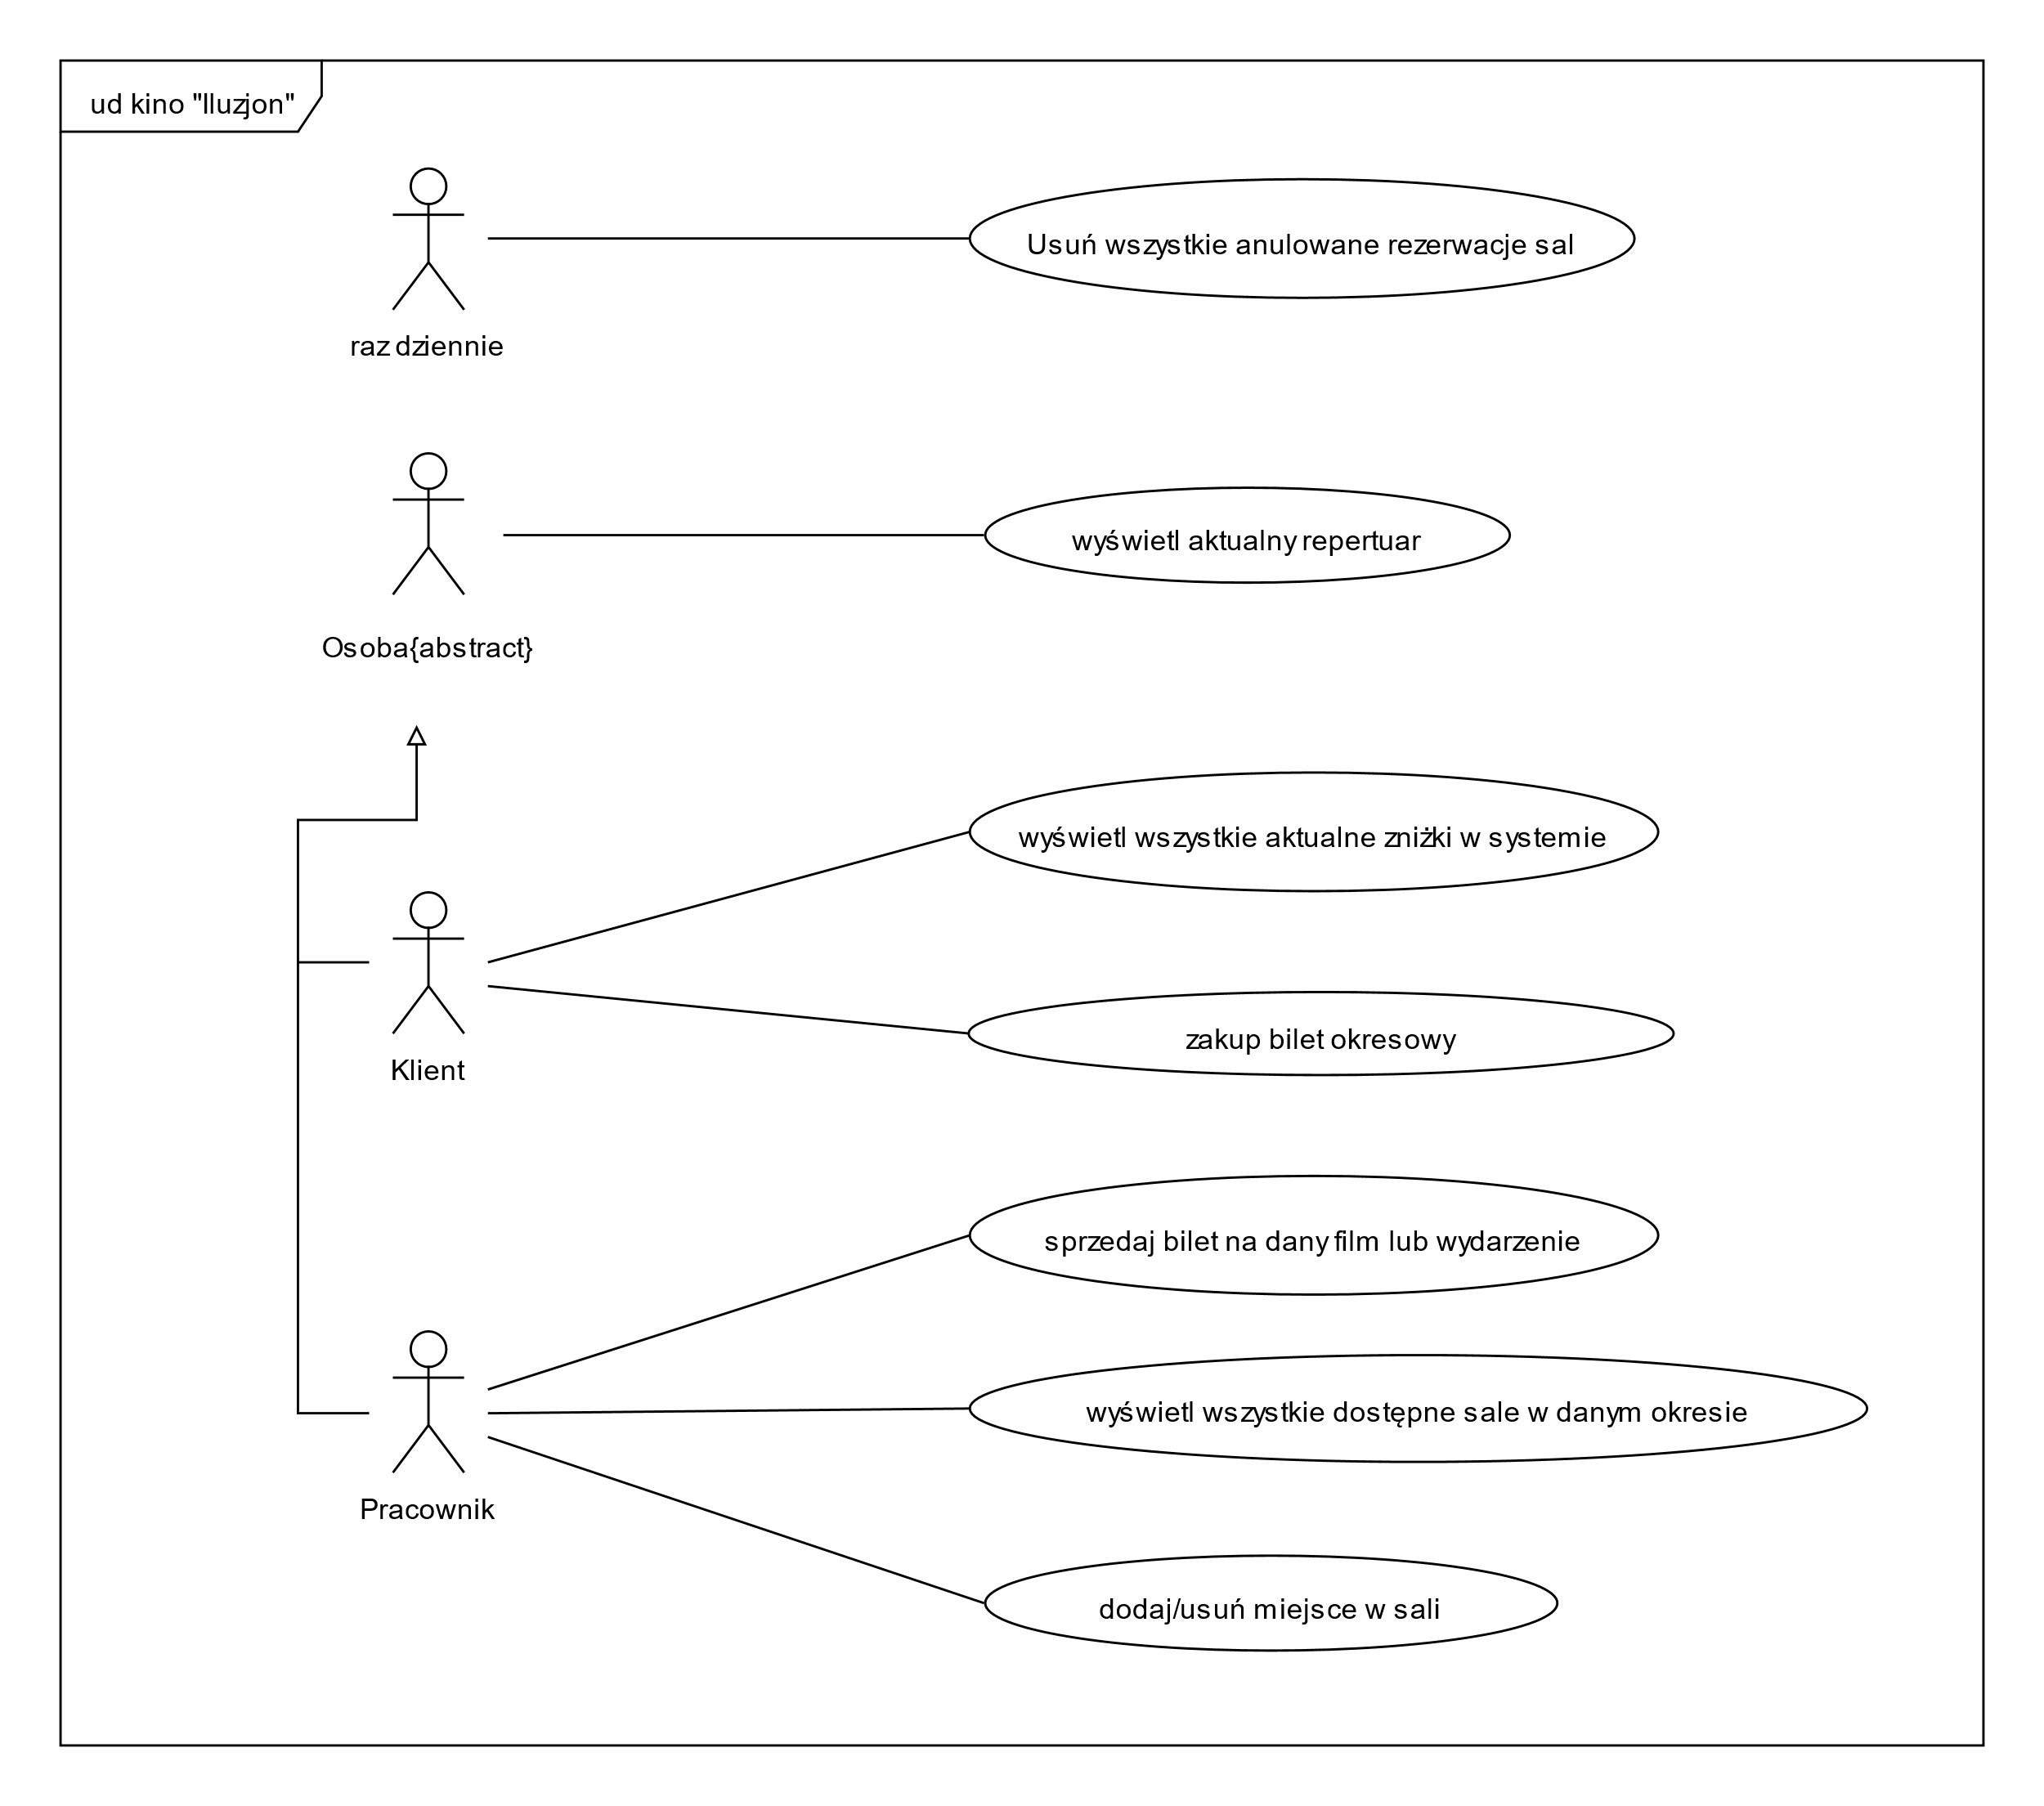 ud kino "Iluzjon"
Usuń wszystkie anulowane rezerwacje sal
raz dziennie
wyświetl aktualny repertuar
Osoba{abstract}
wyświetl wszystkie aktualne zniżki w systemie
zakup bilet okresowy
Klient
sprzedaj bilet na dany film lub wydarzenie
wyświetl wszystkie dostępne sale w danym okresie
Pracownik
dodaj/usuń miejsce w sali